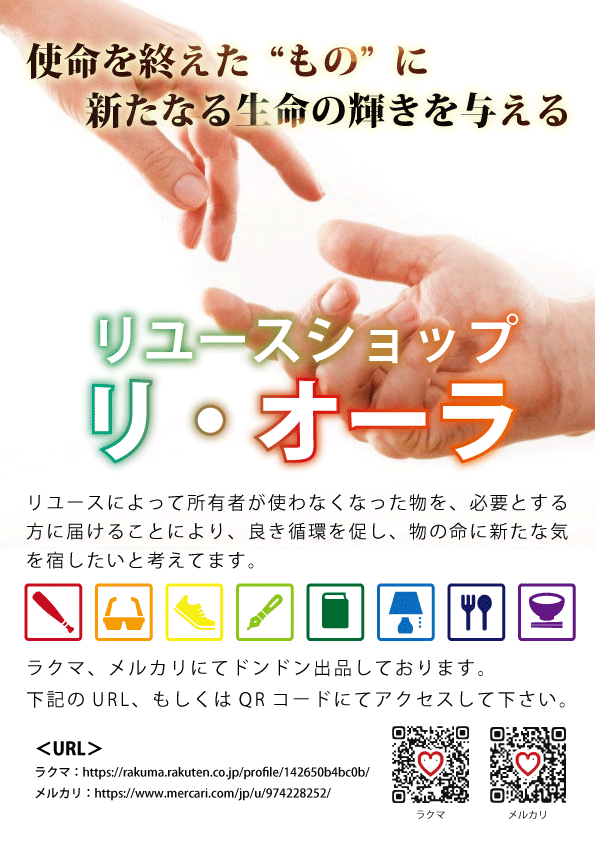 使命を終えた“もの”に
新たなる生命の輝きを与える
リユースショップ
リ・オーラ
リユースによって所有者が使わなくなった物を、必要とする
方に届けることにより、良き循環を促し、物の命に新たな気
を宿したいと考えてます。
ラクマ、メルカリにてドンドン出品しております。
下記の URL、もしくは QR コードにてアクセスして下さい。
＜URL＞
ラクマ：https://rakuma.rakuten.co.jp/profile/142650b4bc0b/
メルカリ：https://www.mercari.com/jp/u/974228252/
ラクマ
メルカリ